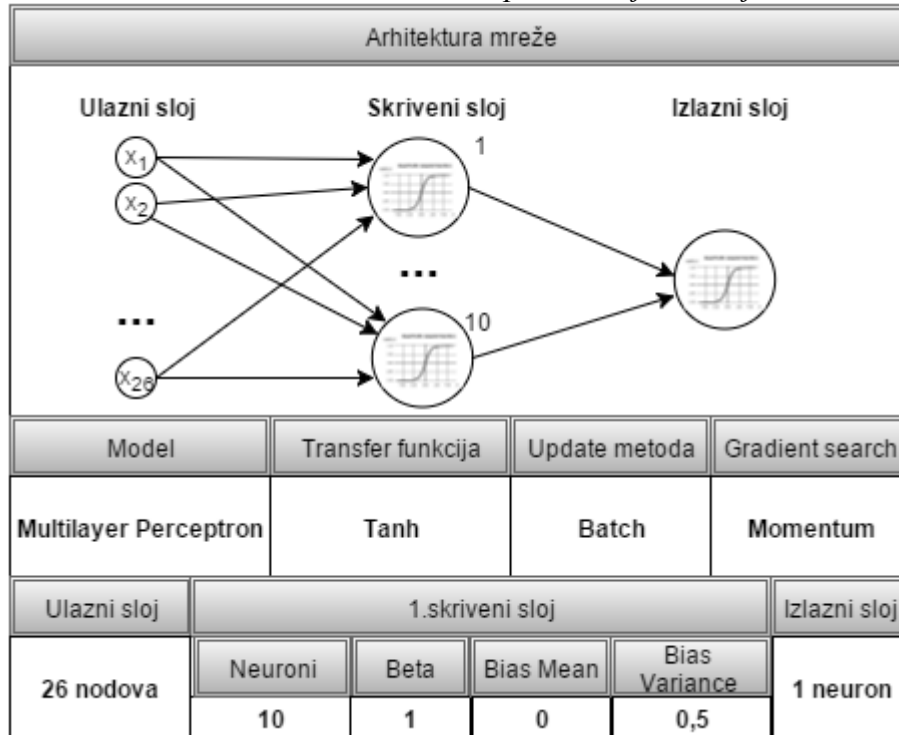 Arhitektura mreže
Ulazni sloj Skriveni sloj Izlazni sloj
x1 1
x2
... ...
10
x26
Model Transfer funkcija Update metoda Gradient search
Multilayer Perceptron Tanh Batch Momentum
Ulazni sloj 1.skriveni sloj Izlazni sloj
26 nodova Neuroni Beta Bias Mean Bias Variance 1 neuron
10 1 0 0,5